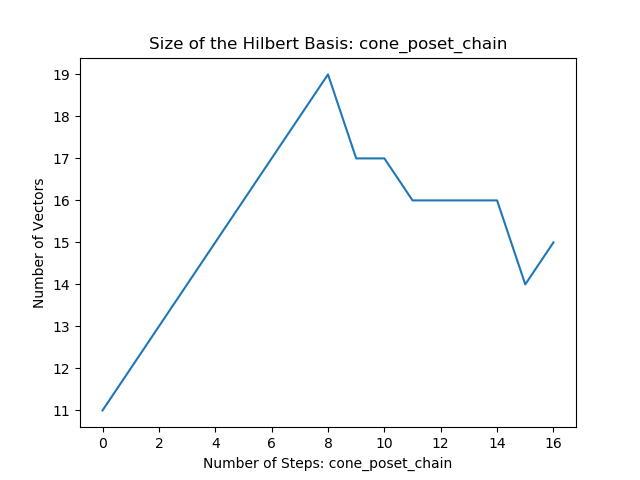 Size of the Hilbert Basis: cone_poset_chain
19
18
17
16
15
14
13
12
11
Number of Vectors
0 2 4 6 8 10 12 14 16
Number of Steps: cone_poset_chain